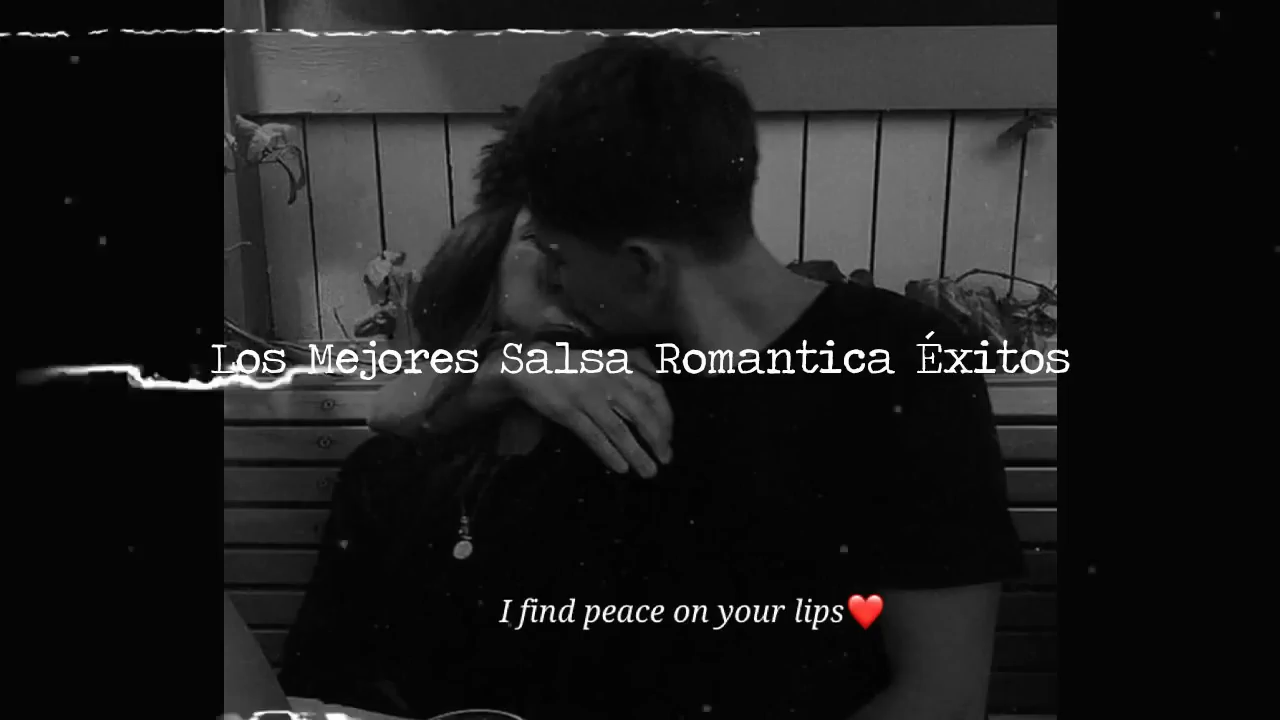 Los Mejores Salsa Romantica Éxitos
I find peace on your lips❤️